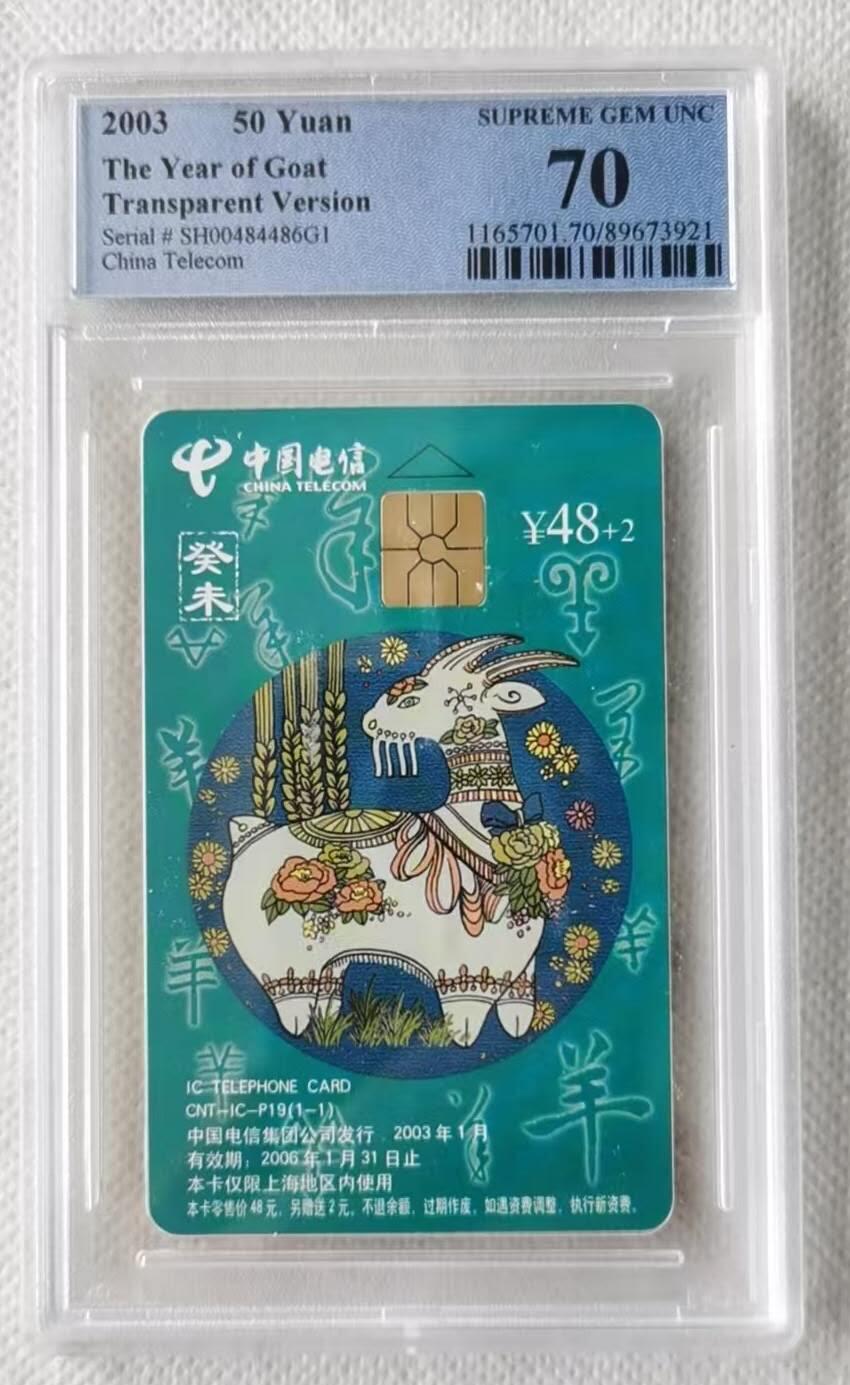 2003 50 Yuan
SUPREME GEM UNC
The Year of Goat
70
Transparent Version
Serial # SH00484486G1
1165701.70/89673921
China Telecom
中国电信
CHINA TELECOM
¥48+2
癸未
羊
羊
羊
羊
羊
IC TELEPHONE CARD
CNT-IC-P19(1-1)
中国电信集团公司发行 2003年1月
有效期：2006年1月31日止
本卡仅限上海地区内使用
本卡零售价48元，另赠送2元，不退余额，过期作废，如遇资费调整，执行新资费。